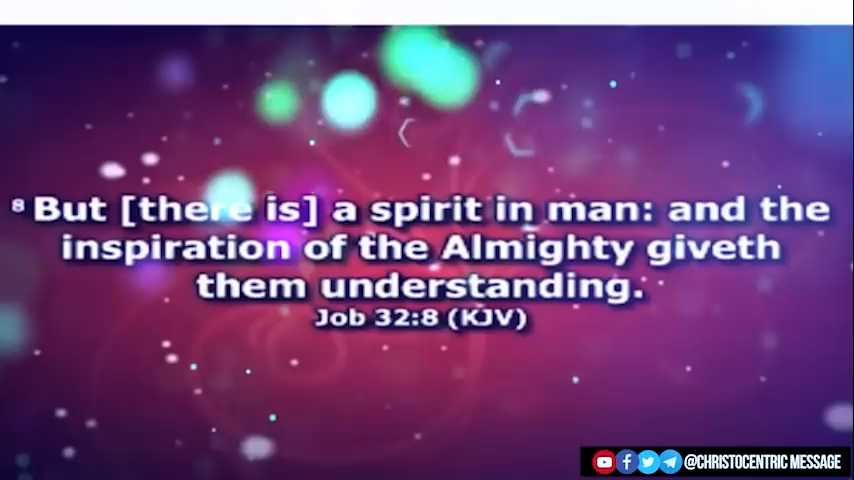 8 But [there is] a spirit in man: and the
inspiration of the Almighty giveth
them understanding.
Job 32:8 (KJV)
@CHRISTOCENTRIC MESSAGE